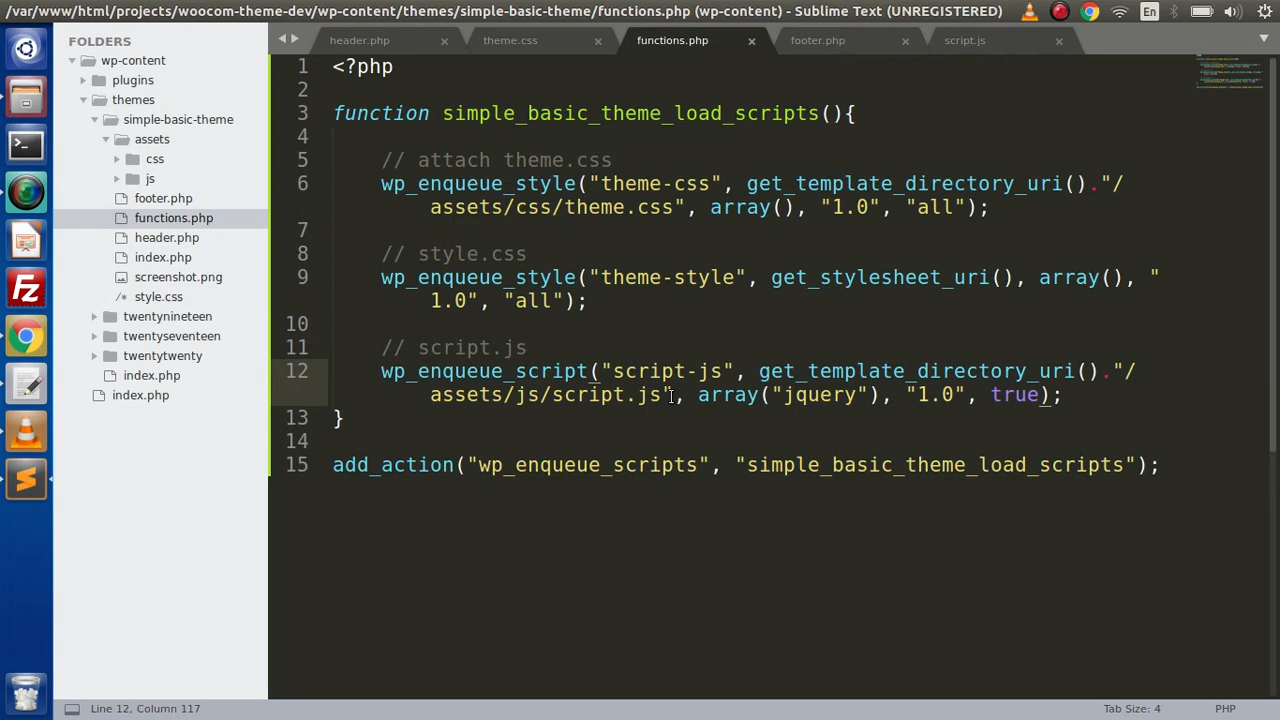 /var/www/html/projects/woocom-theme-dev/wp-content/themes/simple-basic-theme/functions.php (wp-content) - Sublime Text (UNREGISTERED)
En
FOLDERS
wp-content
plugins
themes
simple-basic-theme
assets
css
js
footer.php
functions.php
header.php
index.php
screenshot.png
/* style.css
twentynineteen
twentyseventeen
twentytwenty
index.php
index.php
header.php
theme.css
functions.php
footer.php
script.js
1 <?php
2
3 function simple_basic_theme_load_scripts(){
4
5 // attach theme.css
6 wp_enqueue_style("theme-css", get_template_directory_uri()."/
assets/css/theme.css", array(), "1.0", "all");
7
8 // style.css
9 wp_enqueue_style("theme-style", get_stylesheet_uri(), array(), "
1.0", "all");
10
11 // script.js
12 wp_enqueue_script("script-js", get_template_directory_uri()."/
assets/js/script.js", array("jquery"), "1.0", true);
13 }
14
15 add_action("wp_enqueue_scripts", "simple_basic_theme_load_scripts");
Line 12, Column 117
Tab Size: 4
PHP